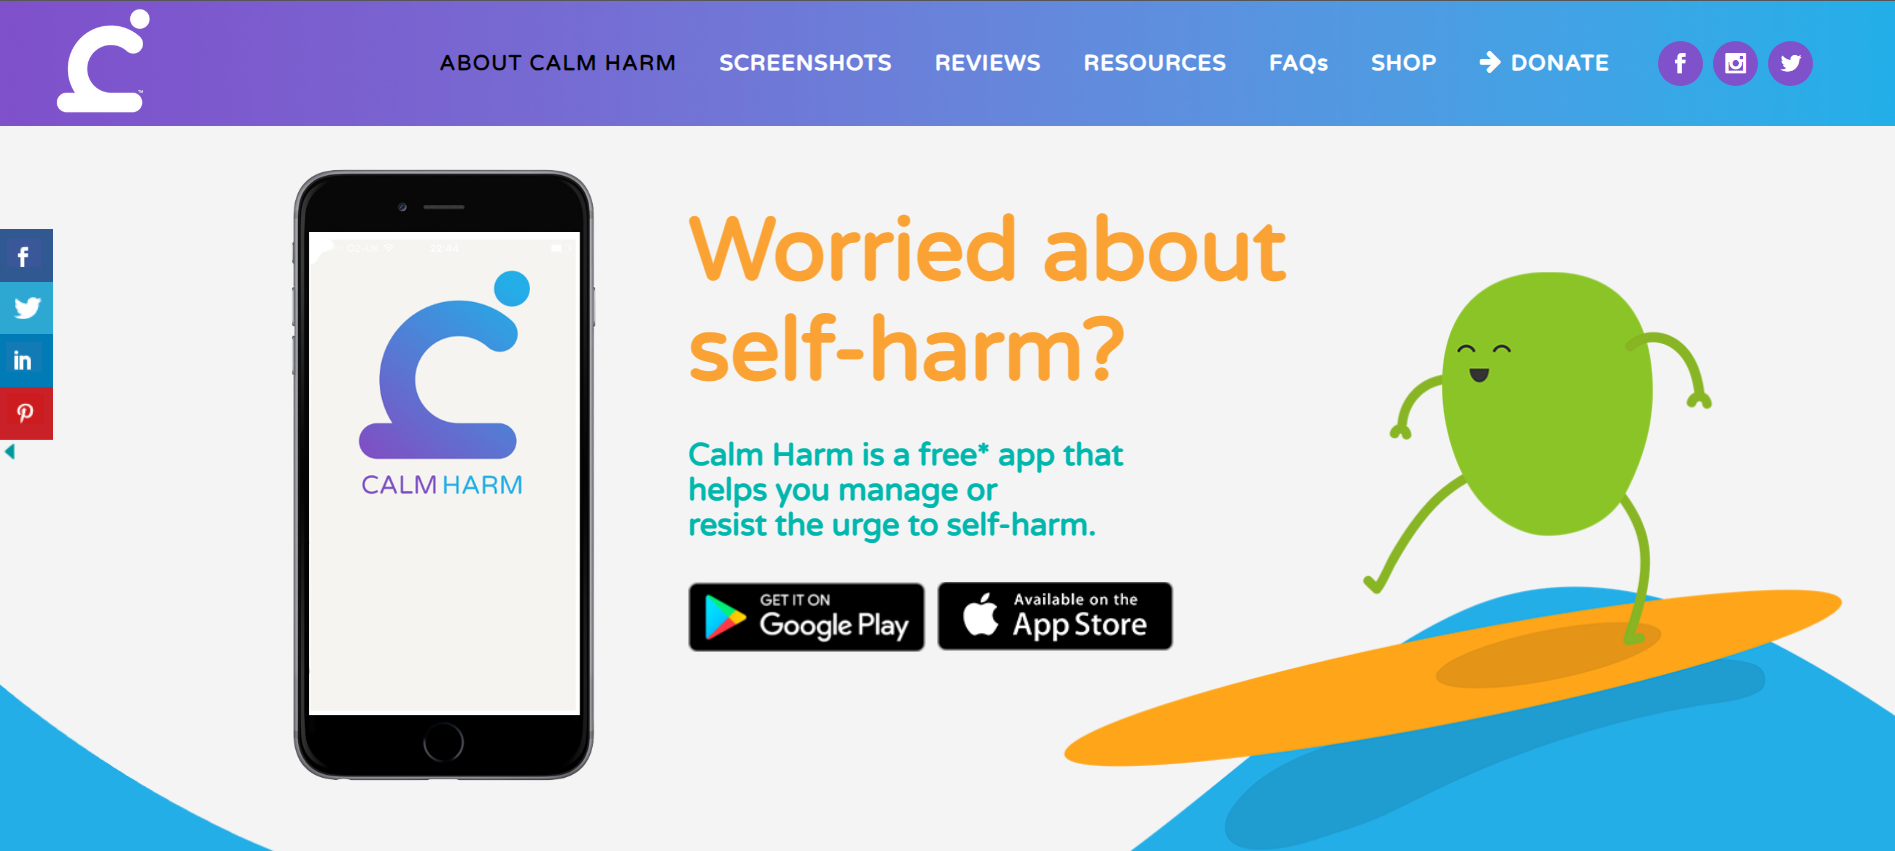 ABOUT CALM HARM
SCREENSHOTS
REVIEWS
RESOURCES
FAQs
SHOP
DONATE
22:44
CALM HARM
Worried about
self-harm?
Calm Harm is a free* app that
helps you manage or
resist the urge to self-harm.
GET IT ON
Google Play
Available on the
App Store